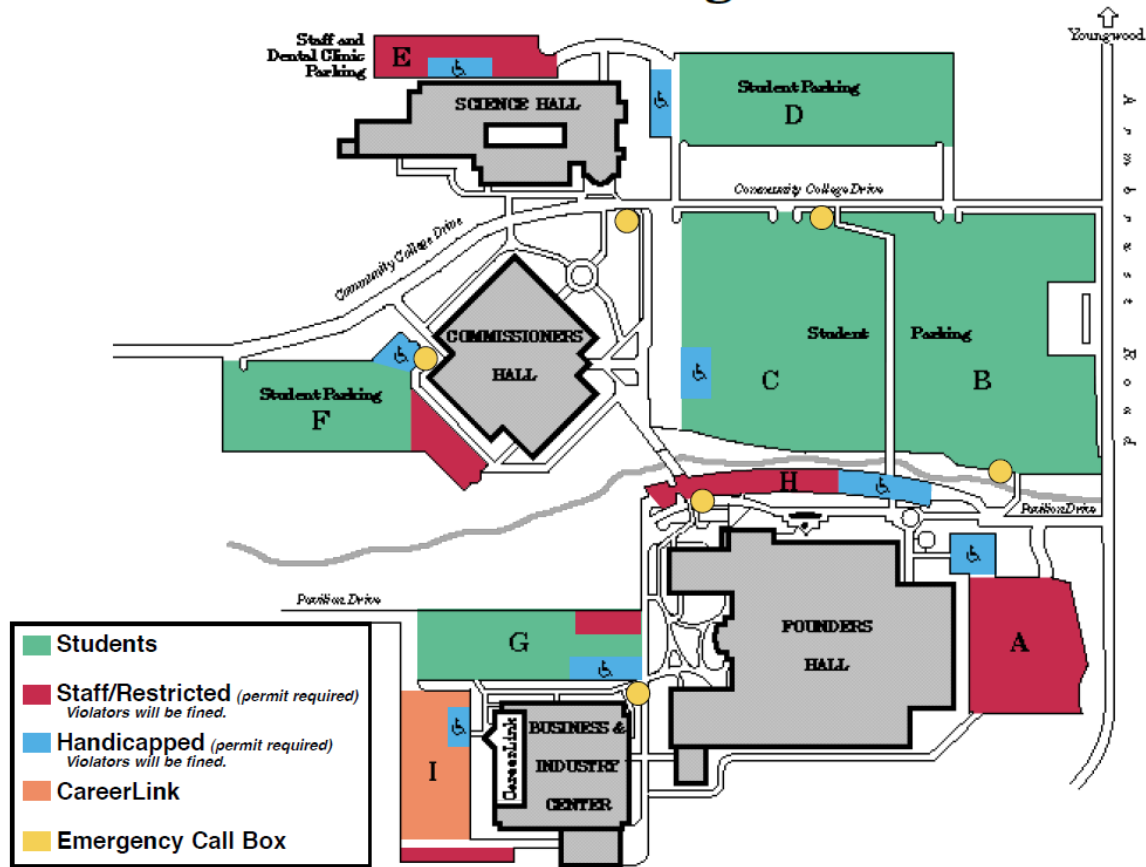 Staff and
Dental Clinic
Parking
E
SCIENCE HALL
Student Parking
D
Youngwood
Armbrust Road
Community College Drive
Community College Drive
COMMISSIONERS
HALL
Student Parking
C
B
Student Parking
F
H
Pavilion Drive
Pavilion Drive
G
FOUNDERS
HALL
A
I
CareerLink
BUSINESS &
INDUSTRY
CENTER
Students
Staff/Restricted (permit required)
Violators will be fined.
Handicapped (permit required)
Violators will be fined.
CareerLink
Emergency Call Box